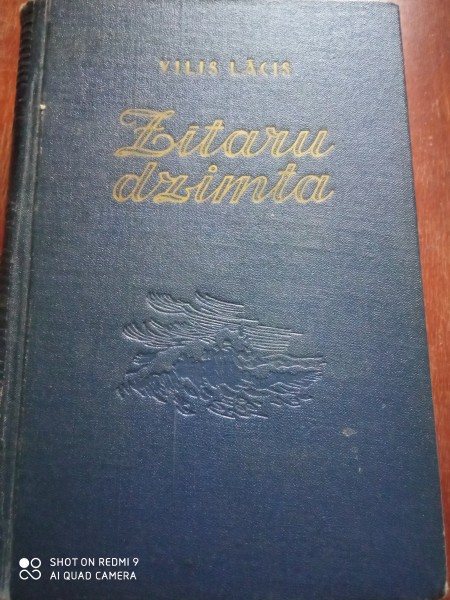 VILIS LĀCIS
Zītaru
dzimta
SHOT ON REDMI 9
AI QUAD CAMERA